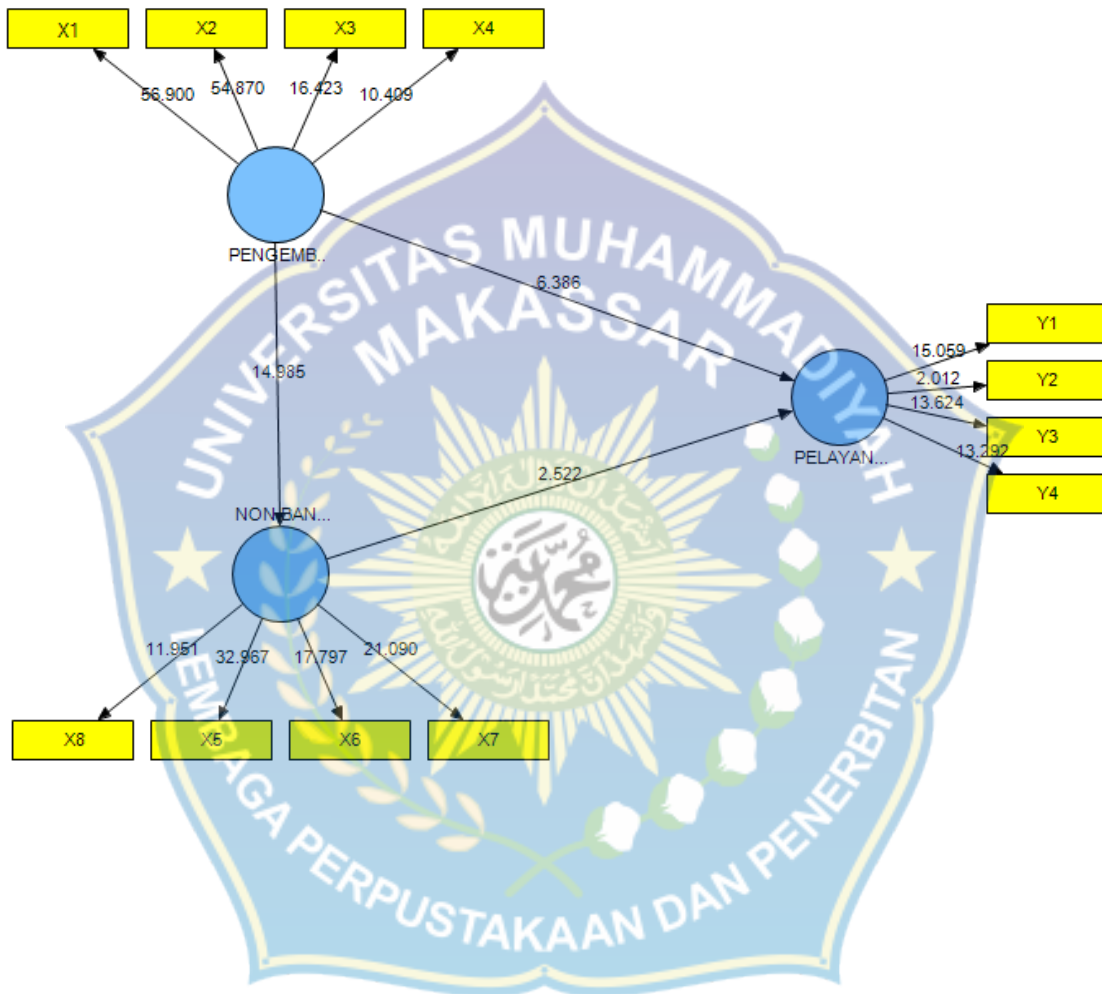 X1 X2 X3 X4
56.900 54.870 16.423 10.409
PENGEMB..
6.386
14.985
UNIVERSITAS MUHAMMADIYAH
MAKASSAR
Y1
15.059
2.012
Y2
13.624
Y3
13.292
Y4
PELAYAN...
2.522
NON BAN...
11.951 32.967 17.797 21.090
X8 X5 X6 X7
LEMBAGA PERPUSTAKAAN DAN PENERBITAN